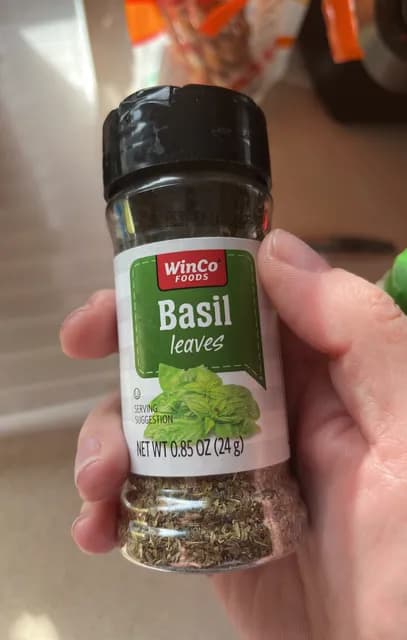 WinCo
FOODS
Basil
leaves
SERVING
SUGGESTION
NET WT 0.85 OZ (24 g)